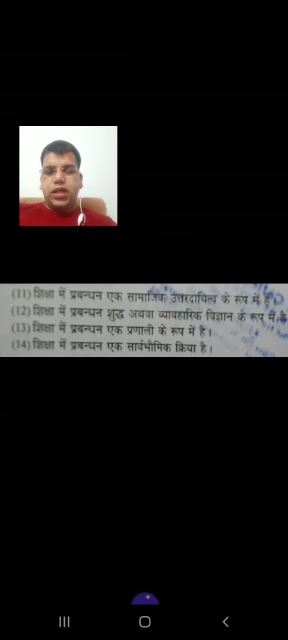 (11) शिक्षा में प्रबन्धन एक सामाजिक उत्तरदायित्व के रूप में है।
(12) शिक्षा में प्रबन्धन शुद्ध अथवा व्यावहारिक विज्ञान के रूप में है
(13) शिक्षा में प्रबन्धन एक प्रणाली के रूप में है।
(14) शिक्षा में प्रबन्धन एक सार्वभौमिक क्रिया है।